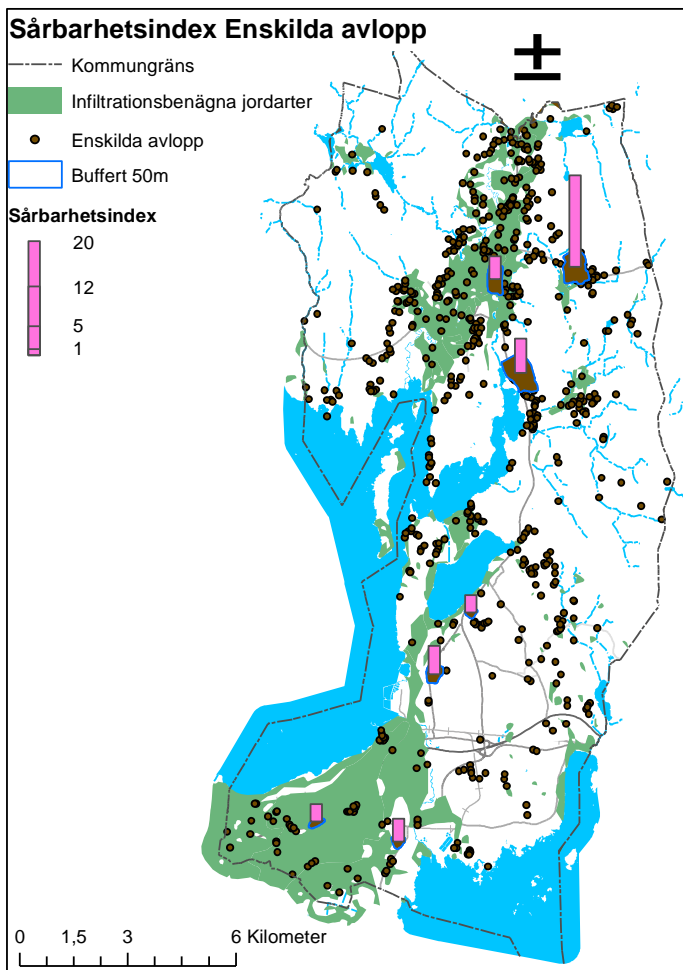 Sårbarhetsindex Enskilda avlopp
Kommungräns
Infiltrationsbenägna jordarter
Enskilda avlopp
Buffert 50m
Sårbarhetsindex
20
12
5
1
0 1,5 3 6 Kilometer